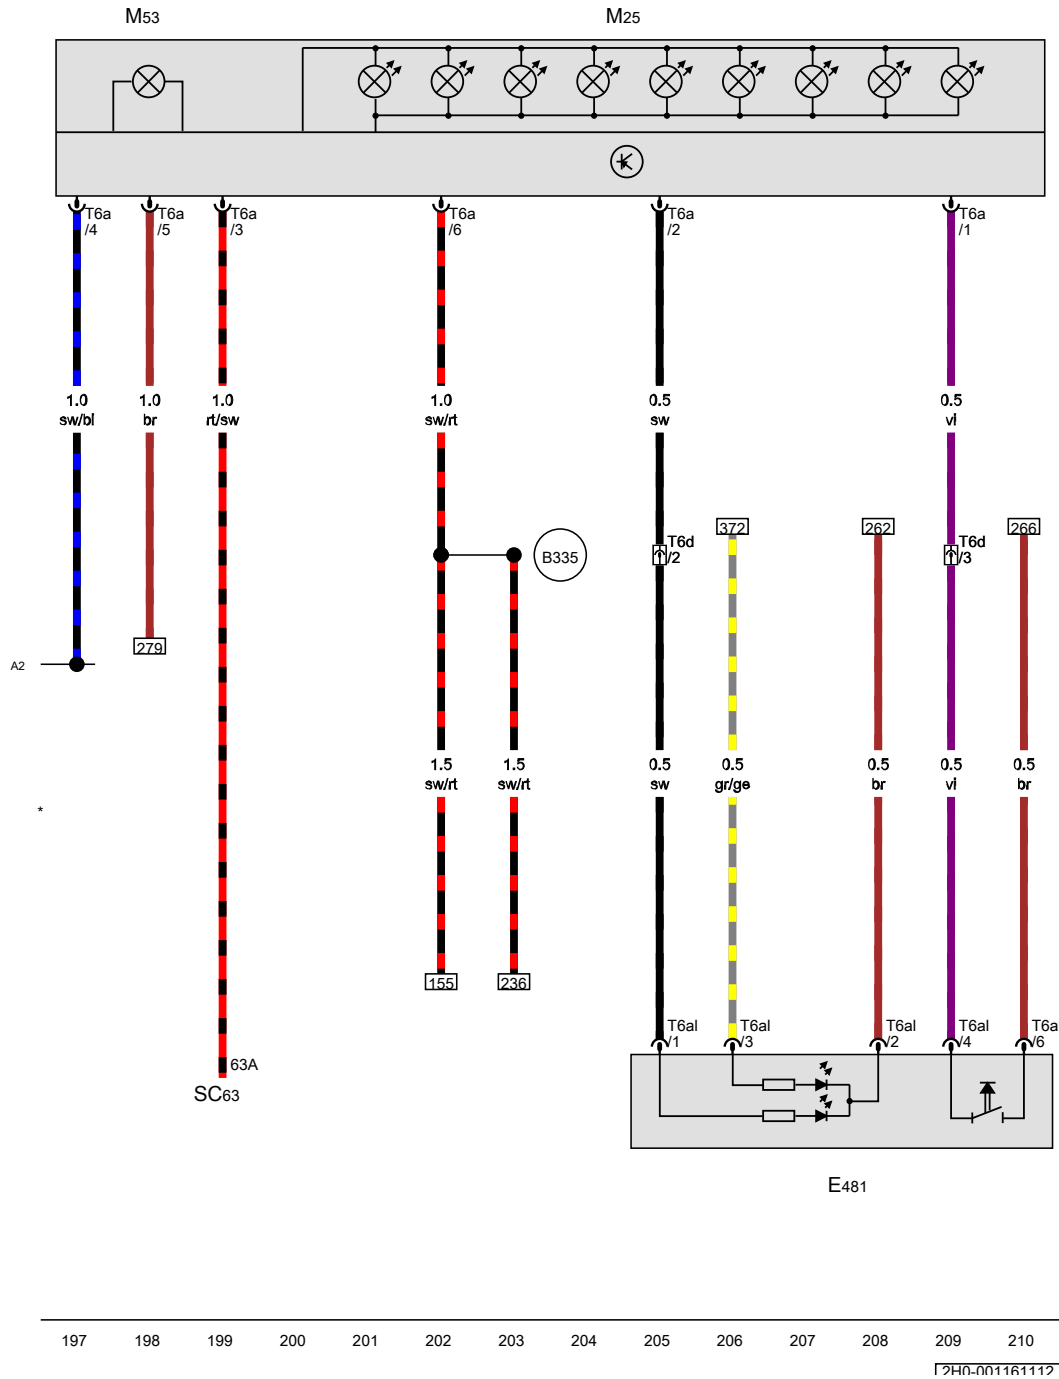 M53 M25
T6a /4
T6a /5
T6a /3
T6a /6
T6a /2
T6a /1
1.0 sw/bl
1.0 br
1.0 rt/sw
1.0 sw/rt
0.5 sw
0.5 vi
372
262
266
B335
T6d /2
T6d /3
279
A2
1.5 sw/rt
1.5 sw/rt
0.5 sw
0.5 gr/ge
0.5 br
0.5 vi
0.5 br
*
155
236
T6al /1
T6al /3
T6al /2
T6al /4
T6a /6
63A
SC63
E481
197 198 199 200 201 202 203 204 205 206 207 208 209 210
2H0-001161112